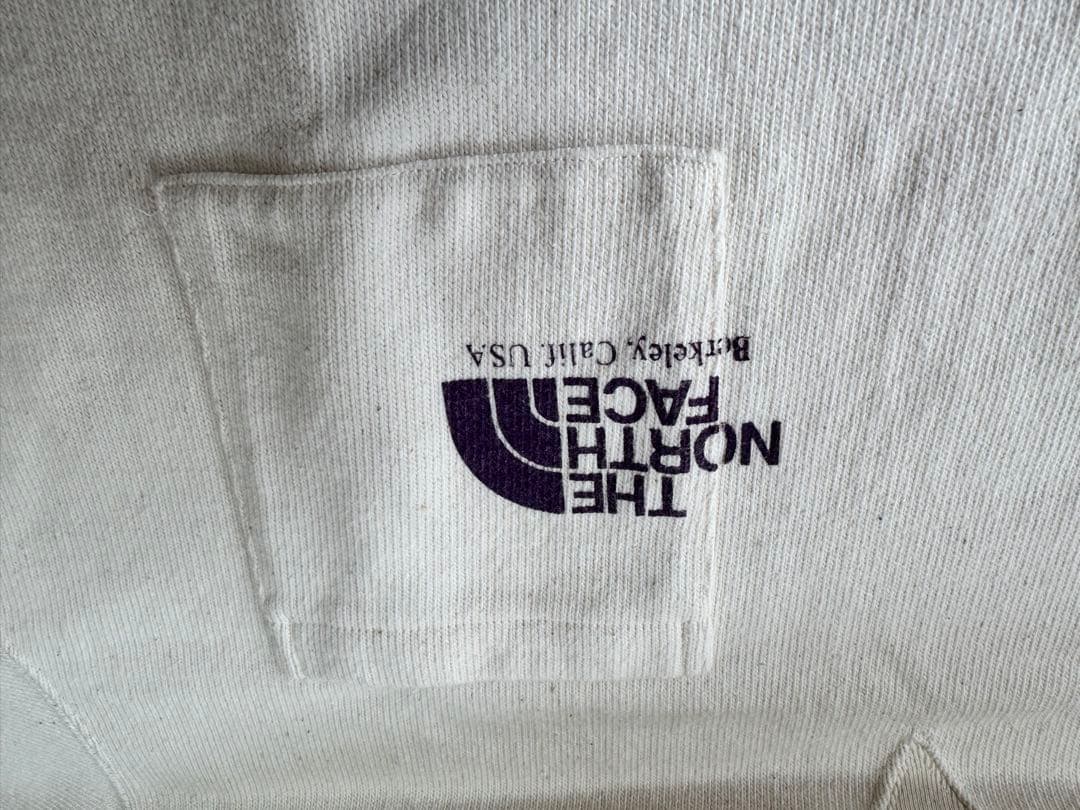 THE
NORTH
FACE
Berkeley, Calif. USA